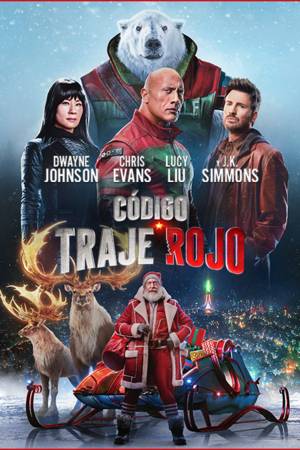 DWAYNE JOHNSON
CHRIS EVANS
LUCY LIU
Y J.K. SIMMONS
CÓDIGO
TRAJE ROJO